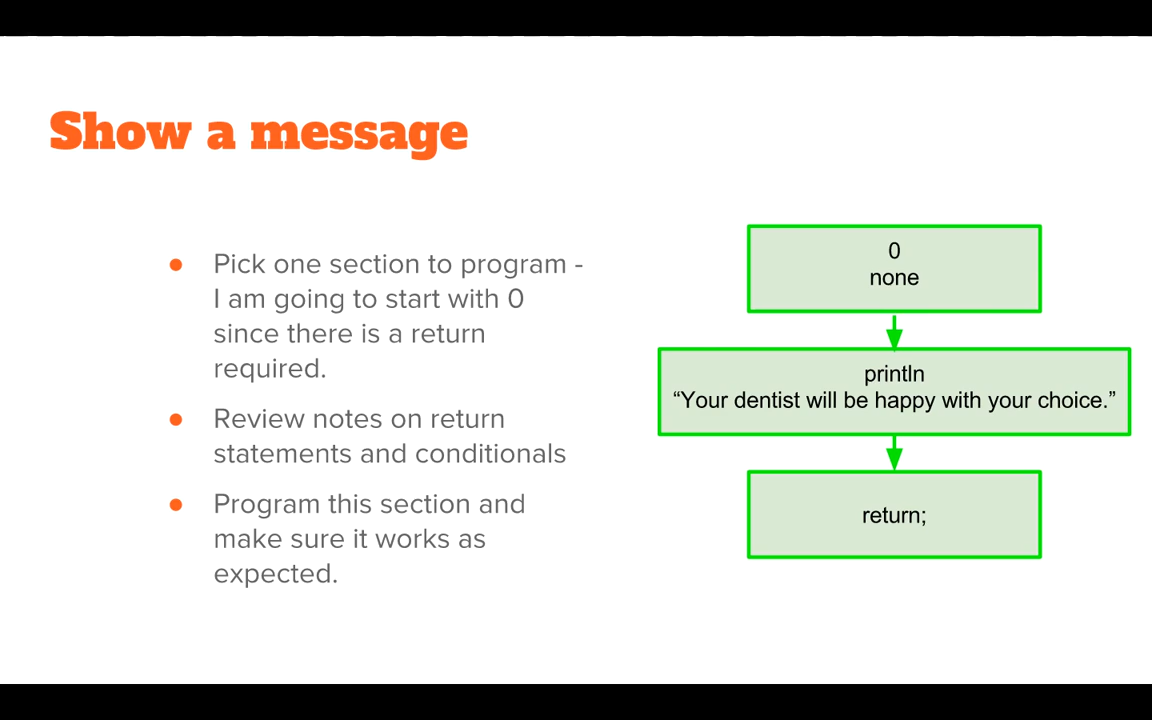 Show a message
● Pick one section to program -
I am going to start with 0
since there is a return
required.
● Review notes on return
statements and conditionals
● Program this section and
make sure it works as
expected.
0
none
println
“Your dentist will be happy with your choice.”
return;